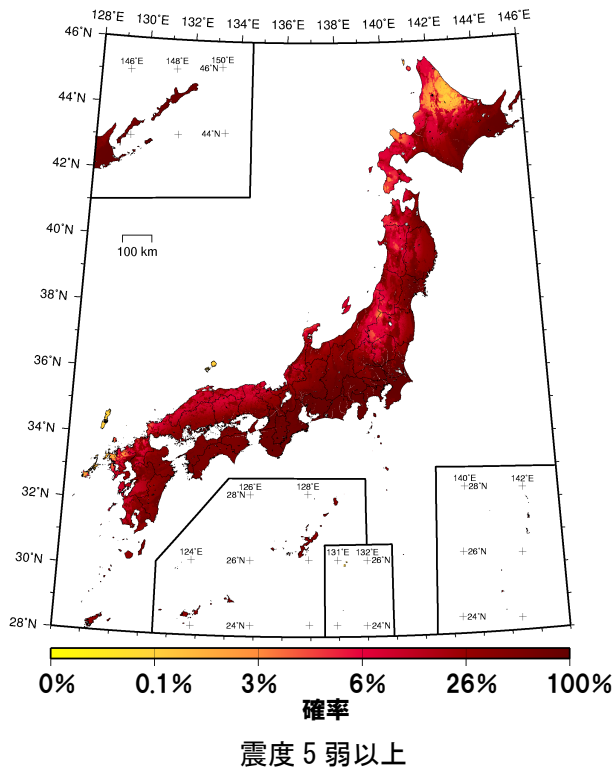 128˚E 130˚E 132˚E 134˚E 136˚E 138˚E 140˚E 142˚E 144˚E 146˚E
46˚N
146˚E 148˚E 150˚E
46˚N
44˚N
44˚N
42˚N
40˚N
100 km
38˚N
36˚N
34˚N
32˚N
126˚E 128˚E
28˚N
140˚E 142˚E
28˚N
124˚E
131˚E 132˚E
30˚N
26˚N
26˚N
26˚N
28˚N
24˚N
24˚N
24˚N
0% 0.1% 3% 6% 26% 100%
確率
震度5弱以上